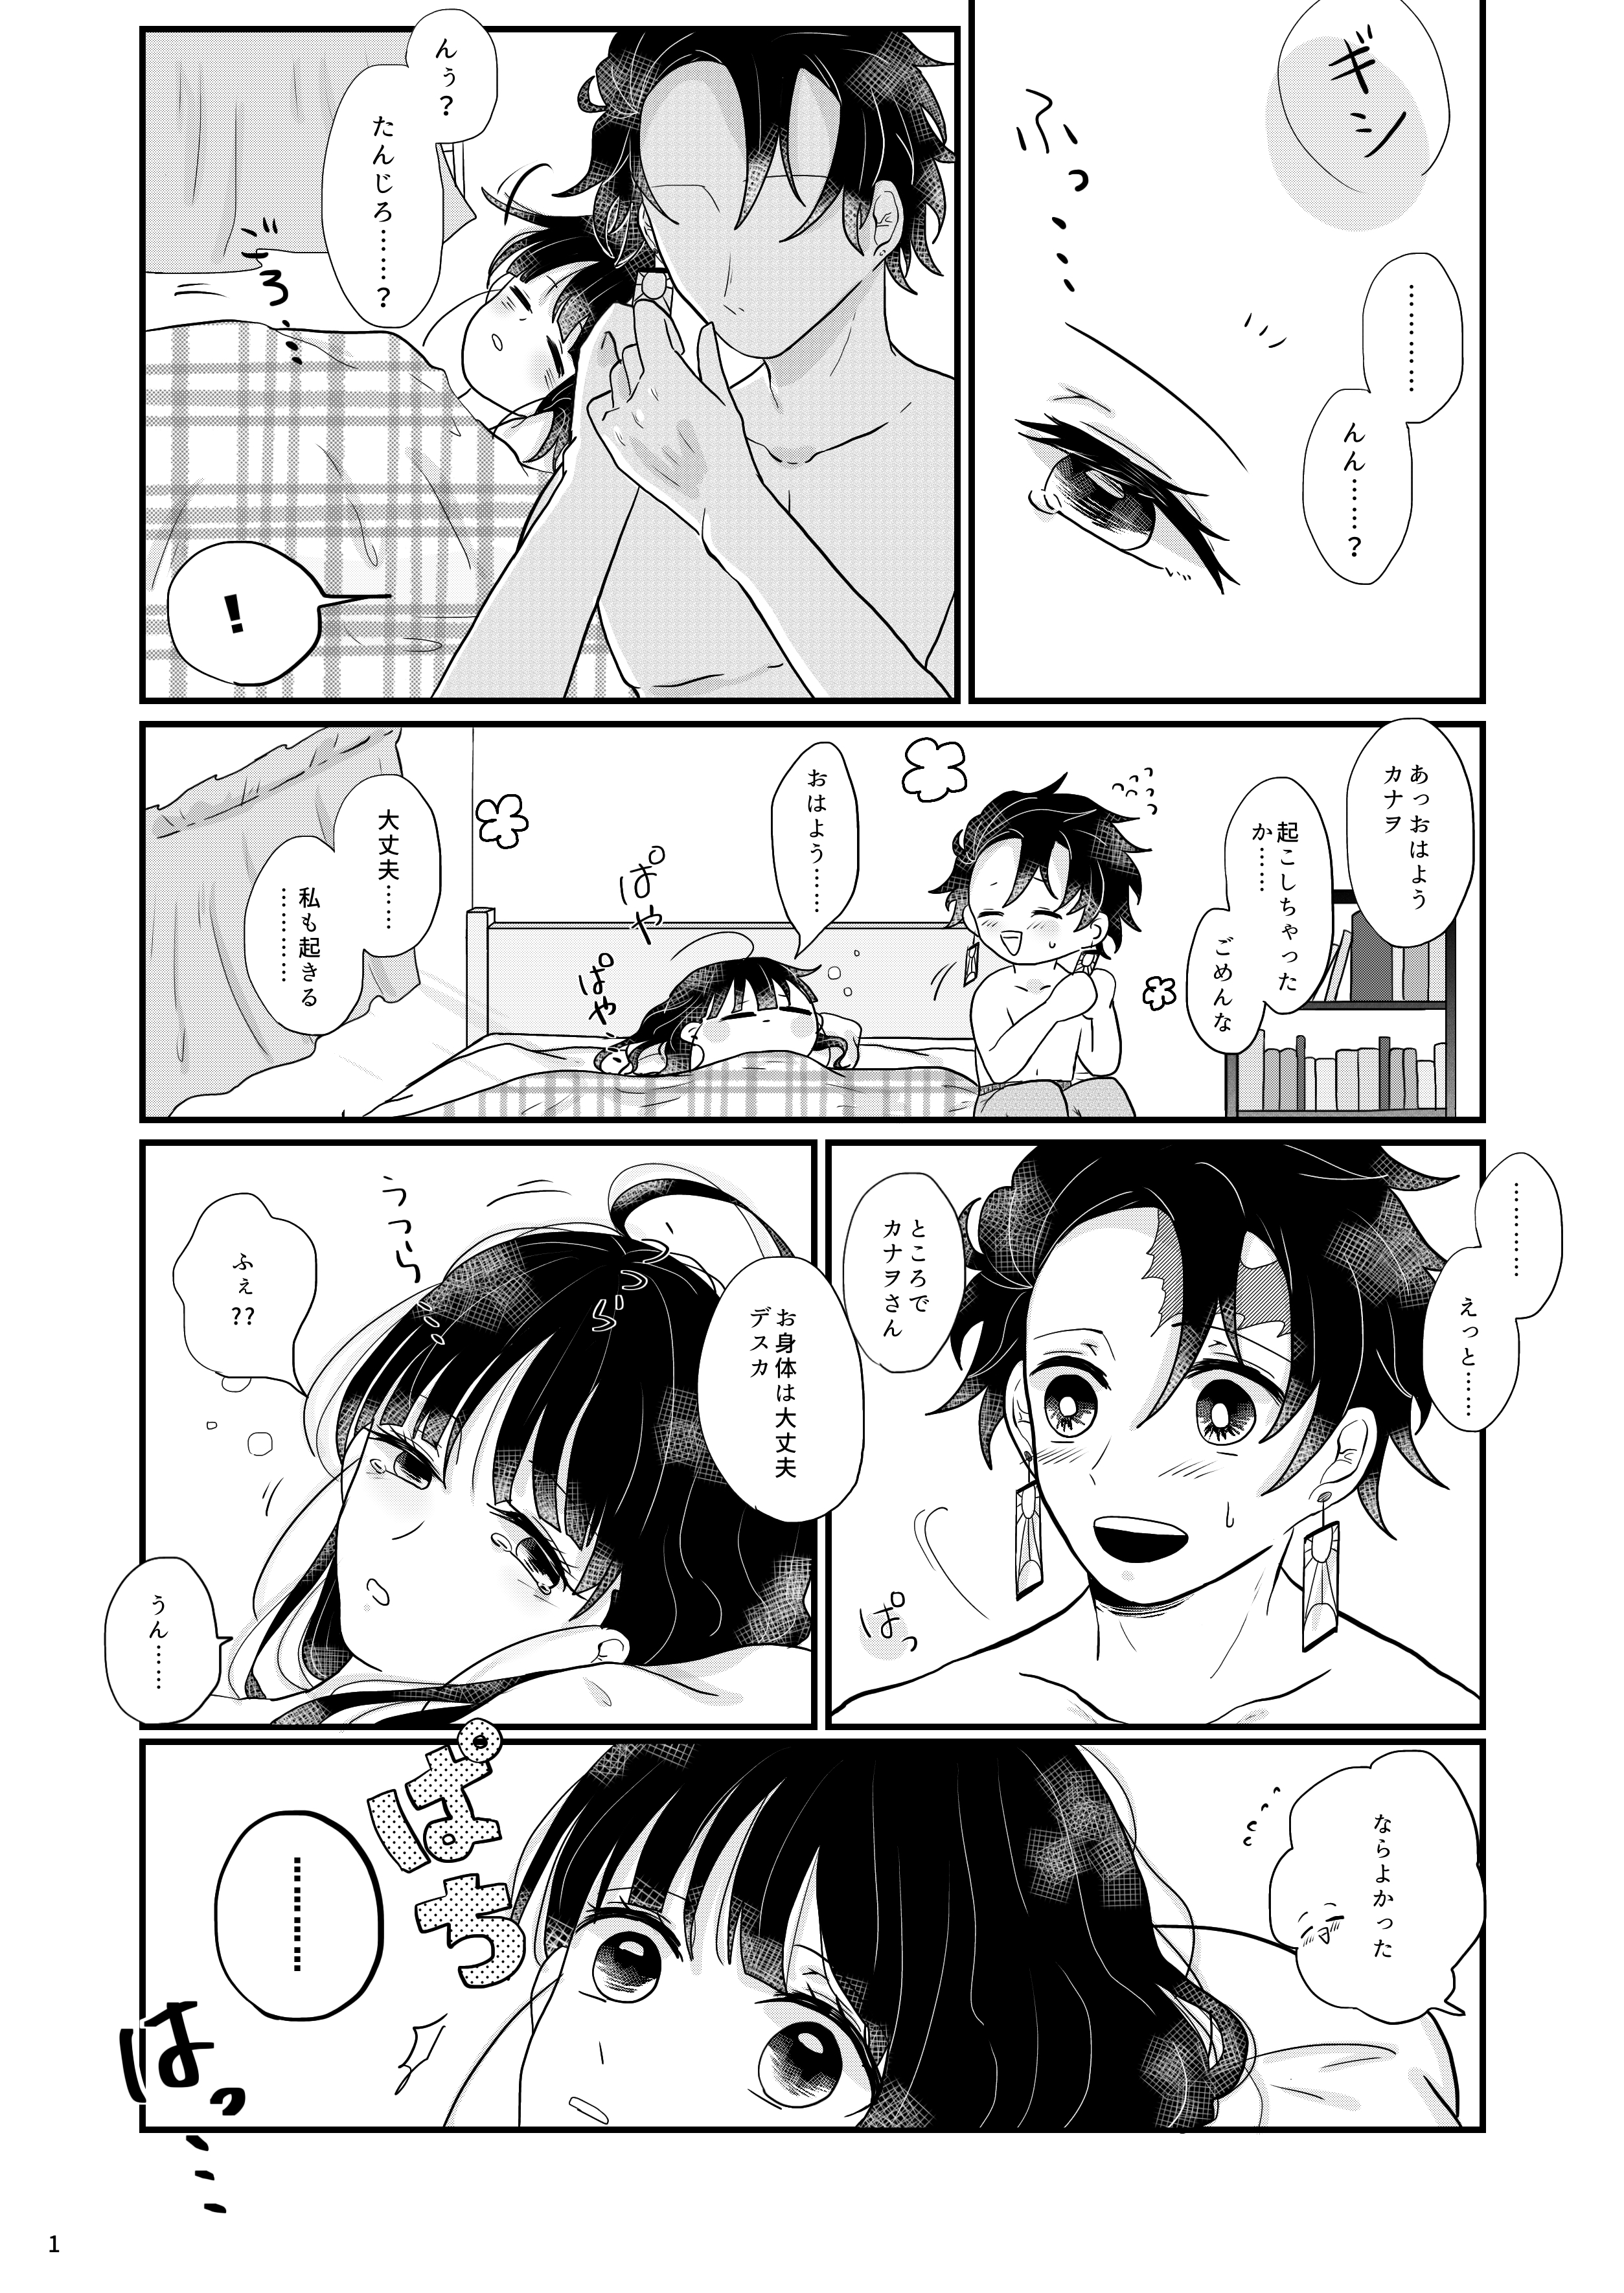 ギシ
…………
んん……?
ふっ…
んぅ?
たんじろ……?
ごろ…
!
あっおはよう
カナヲ
起こしちゃった
か……
ごめんな
おはよう……
ぱや
ぱや
大丈夫……
私も起きる
…………
…………
えっと……
ところで
カナヲさん
ぱっ
お身体は大丈夫
デスカ
うつら
ふぇ
??
うん……
ならよかった
ぱち
…………
はっ…
1